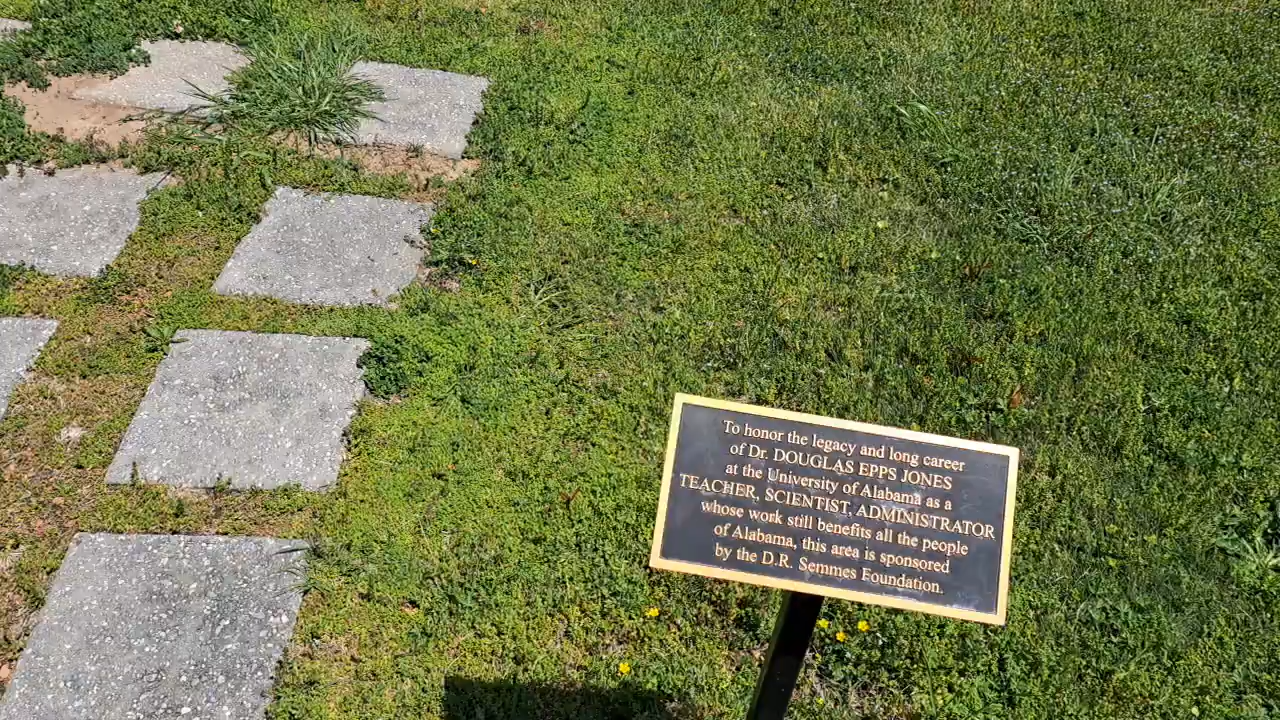 To honor the legacy and long career
of Dr. DOUGLAS EPPS JONES
at the University of Alabama as a
TEACHER, SCIENTIST, ADMINISTRATOR
whose work still benefits all the people
of Alabama, this area is sponsored
by the D.R. Semmes Foundation.